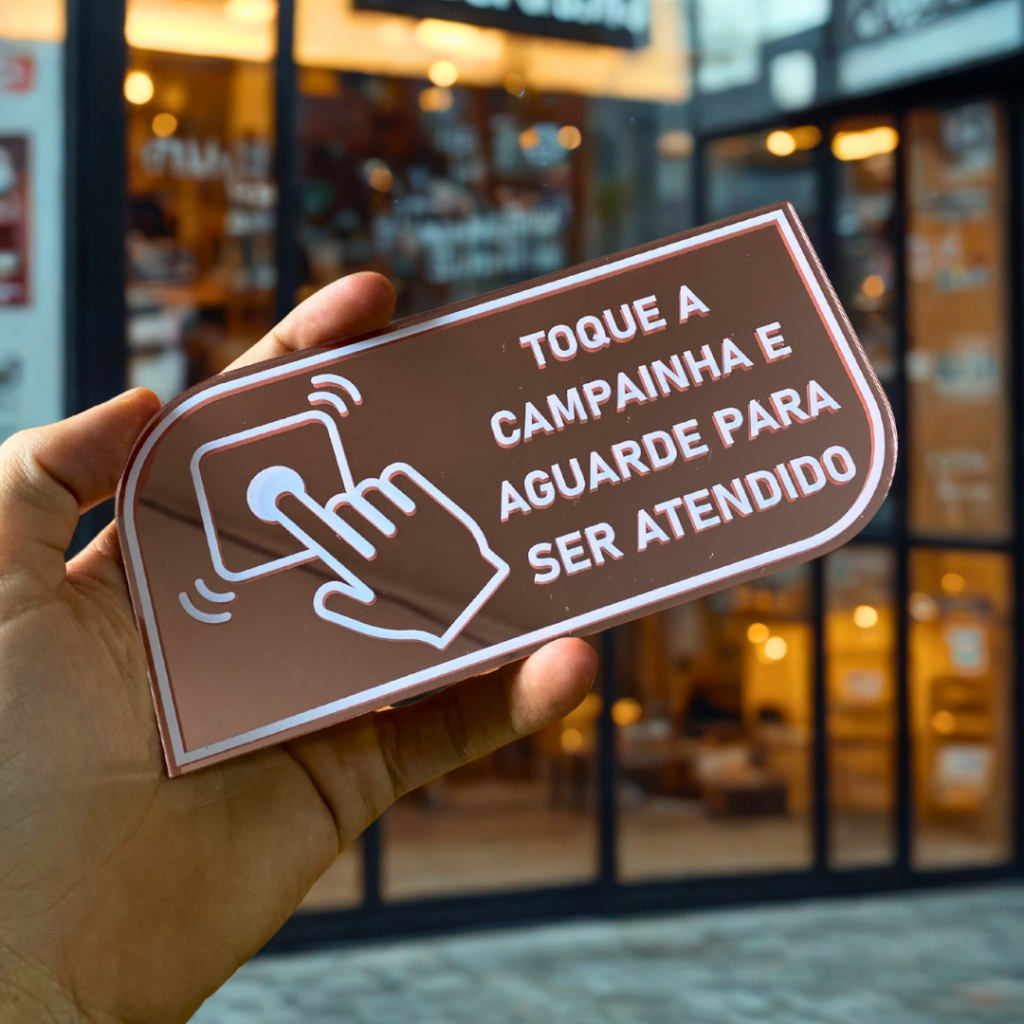 TOQUE A
CAMPAINHA E
AGUARDE PARA
SER ATENDIDO